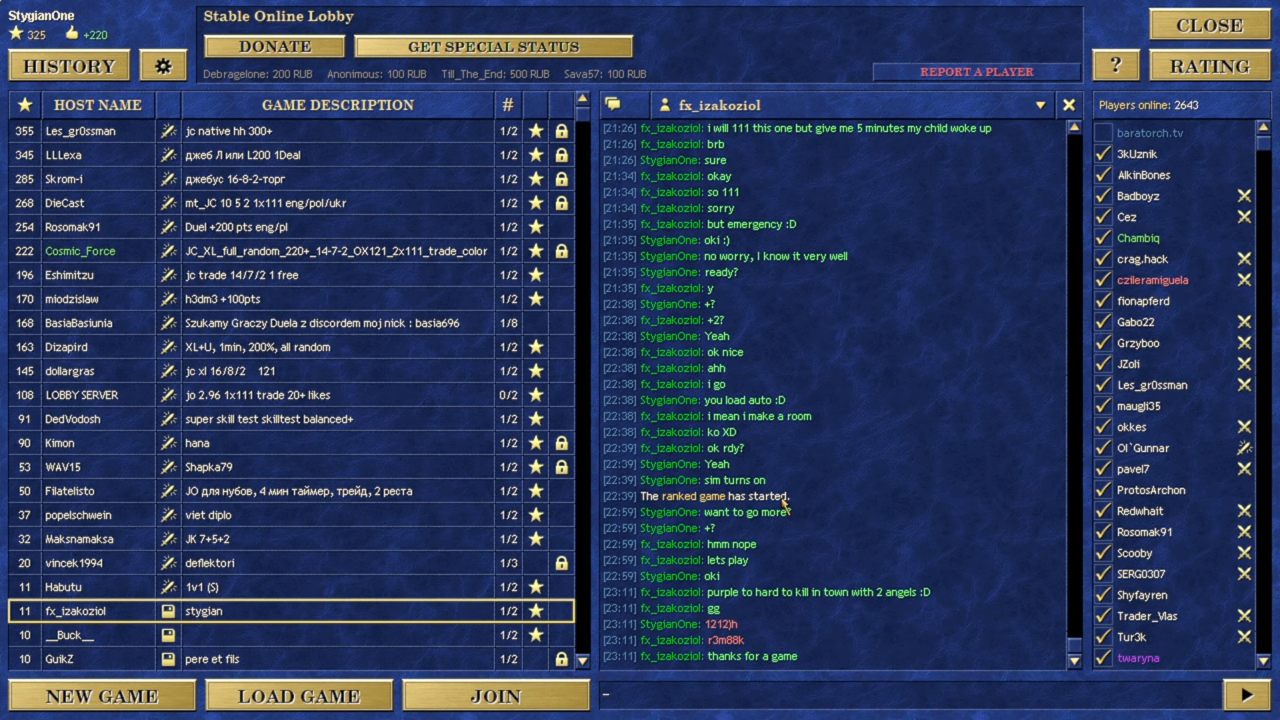 StygianOne
325 +220
HISTORY
Stable Online Lobby
DONATE GET SPECIAL STATUS
Debragelone: 200 RUB Anonimous: 100 RUB Till_The_End: 500 RUB Sava57: 100 RUB
REPORT A PLAYER
CLOSE
? RATING
HOST NAME GAME DESCRIPTION #
355 Les_gr0ssman jc native hh 300+ 1/2
345 LLLexa джеб Л или L200 1Deal 1/2
285 Skrom-i джебус 16-8-2-торг 1/2
268 DieCast mt_JC 10 5 2 1x111 eng/pol/ukr 1/2
254 Rosomak91 Duel +200 pts eng/pl 1/2
222 Cosmic_Force JC_XL_full_random_220+_14-7-2_OX121_2x111_trade_color 1/2
196 Eshimitzu jc trade 14/7/2 1 free 1/2
170 miodzislaw h3dm3 +100pts 1/2
168 BasiaBasiunia Szukamy Graczy Duela z discordem moj nick : basia696 1/8
163 Dizapird XL+U, 1min, 200%, all random 1/2
145 dollargras jc xl 16/8/2 121 1/2
108 LOBBY SERVER jo 2.96 1x111 trade 20+ likes 0/2
91 DedVodosh super skill test skilltest balanced+ 1/2
90 Kimon hana 1/2
53 WAV15 Shapka79 1/2
50 Filatelisto JO для нубов, 4 мин таймер, трейд, 2 реста 1/2
37 popelschwein viet diplo 1/2
32 Maksnamaksa JK 7+5+2 1/2
20 vincek1994 deflektori 1/3
11 Habutu 1v1 (S) 1/2
11 fx_izakoziol stygian 1/2
10 __Buck__ 1/2
10 GuikZ pere et fils 1/2
NEW GAME LOAD GAME JOIN
fx_izakoziol
[21:26] fx_izakoziol: i will 111 this one but give me 5 minutes my child woke up
[21:26] fx_izakoziol: brb
[21:26] StygianOne: sure
[21:34] fx_izakoziol: okay
[21:34] fx_izakoziol: so 111
[21:34] fx_izakoziol: sorry
[21:35] fx_izakoziol: but emergency :D
[21:35] StygianOne: oki :)
[21:35] StygianOne: no worry, I know it very well
[21:35] StygianOne: ready?
[21:35] fx_izakoziol: y
[22:38] StygianOne: +?
[22:38] fx_izakoziol: +2?
[22:38] StygianOne: Yeah
[22:38] fx_izakoziol: ok nice
[22:38] fx_izakoziol: ahh
[22:38] fx_izakoziol: i go
[22:38] StygianOne: you load auto :D
[22:38] fx_izakoziol: i mean i make a room
[22:38] fx_izakoziol: ko XD
[22:39] fx_izakoziol: ok rdy?
[22:39] StygianOne: Yeah
[22:39] StygianOne: sim turns on
[22:39] The ranked game has started.
[22:59] StygianOne: want to go more
[22:59] StygianOne: +?
[22:59] fx_izakoziol: hmm nope
[22:59] fx_izakoziol: lets play
[22:59] StygianOne: oki
[23:11] fx_izakoziol: purple to hard to kill in town with 2 angels :D
[23:11] fx_izakoziol: gg
[23:11] StygianOne: 1212)h
[23:11] fx_izakoziol: r3m88k
[23:11] fx_izakoziol: thanks for a game
Players online: 2643
baratorch.tv
3kUznik
AlkinBones
Badboyz
Cez
Chambiq
crag.hack
czileramiguela
fionapferd
Gabo22
Grzyboo
JZoli
Les_gr0ssman
maugli35
okkes
Ol`Gunnar
pavel7
ProtosArchon
Redwhait
Rosomak91
Scooby
SERG0307
Shyfayren
Trader_Vlas
Tur3k
twaryna